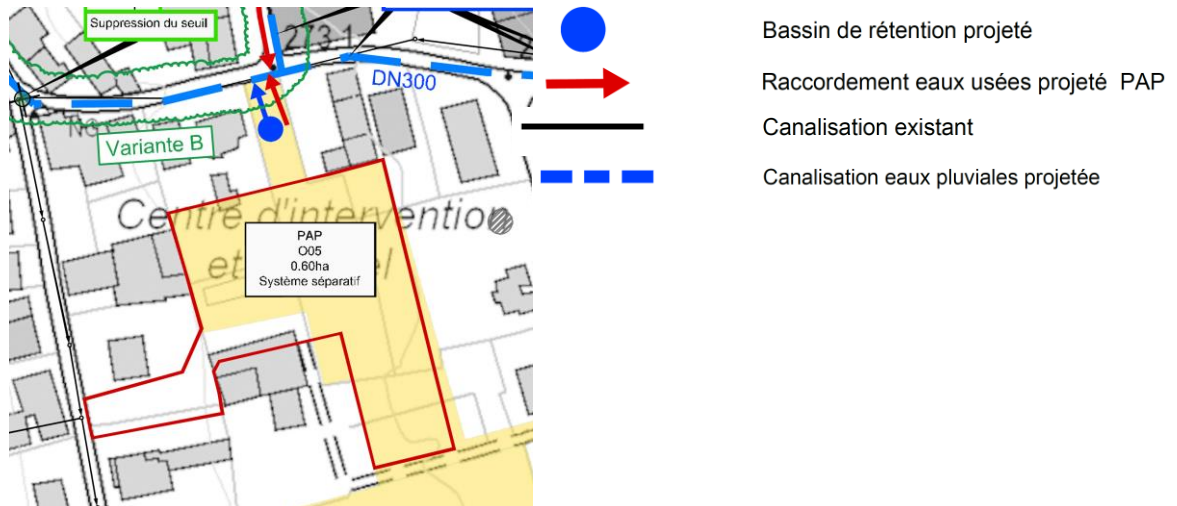 Suppression du seuil
273.1
DN300
Variante B
Centre d'intervention
PAP
O05
0.60ha
Système séparatif
et
Bassin de rétention projeté
Raccordement eaux usées projeté PAP
Canalisation existant
Canalisation eaux pluviales projetée